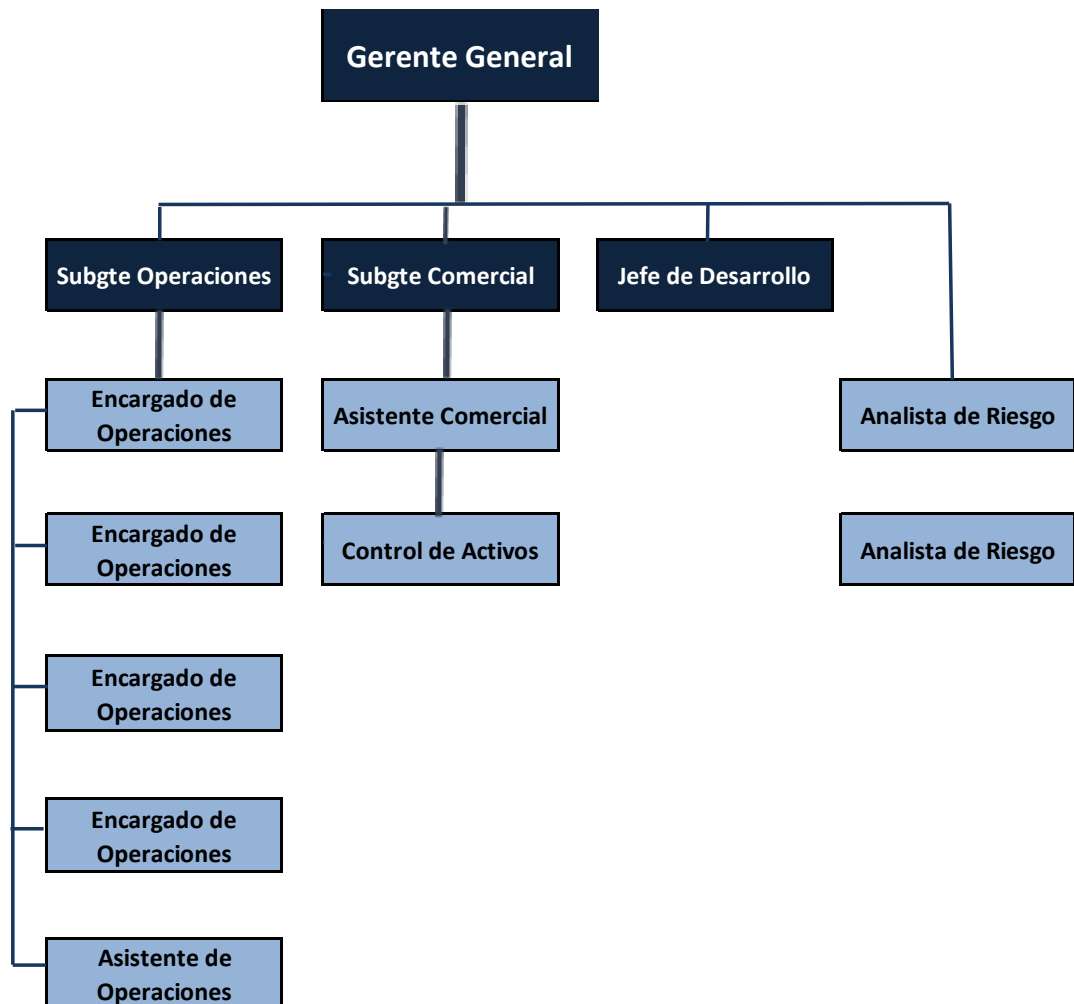 Gerente General
Subgte Operaciones
Subgte Comercial
Jefe de Desarrollo
Encargado de
Operaciones
Asistente Comercial
Analista de Riesgo
Encargado de
Operaciones
Control de Activos
Analista de Riesgo
Encargado de
Operaciones
Encargado de
Operaciones
Asistente de
Operaciones